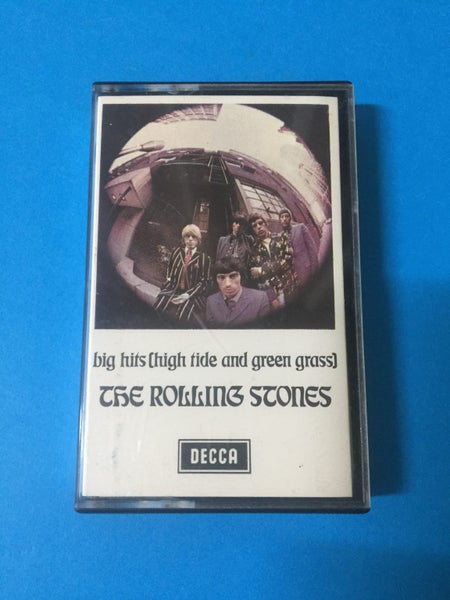 big hits [high tide and green grass]
THE ROLLING STONES
DECCA